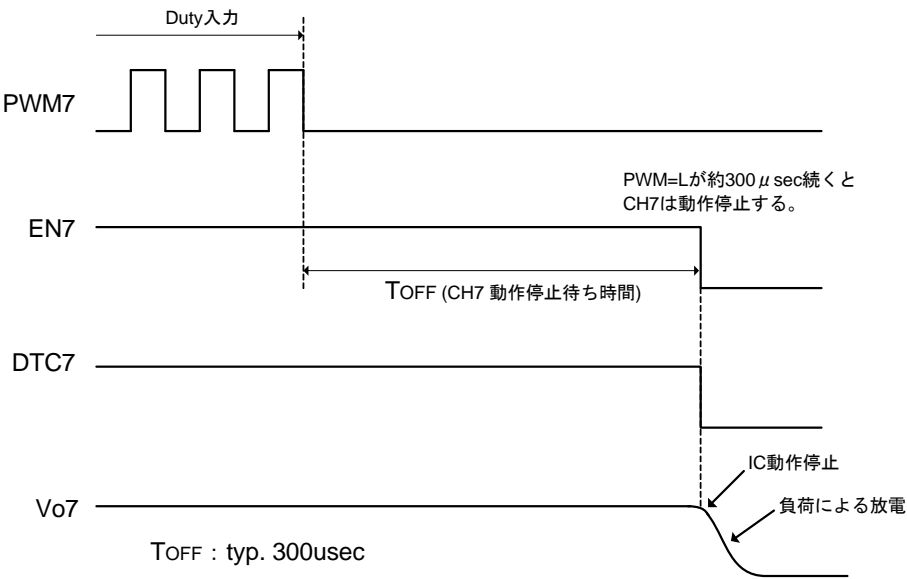 Duty入力
PWM7
PWM=Lが約300μsec続くと
CH7は動作停止する。
EN7
TOFF (CH7 動作停止待ち時間)
DTC7
IC動作停止
Vo7
負荷による放電
TOFF : typ. 300usec